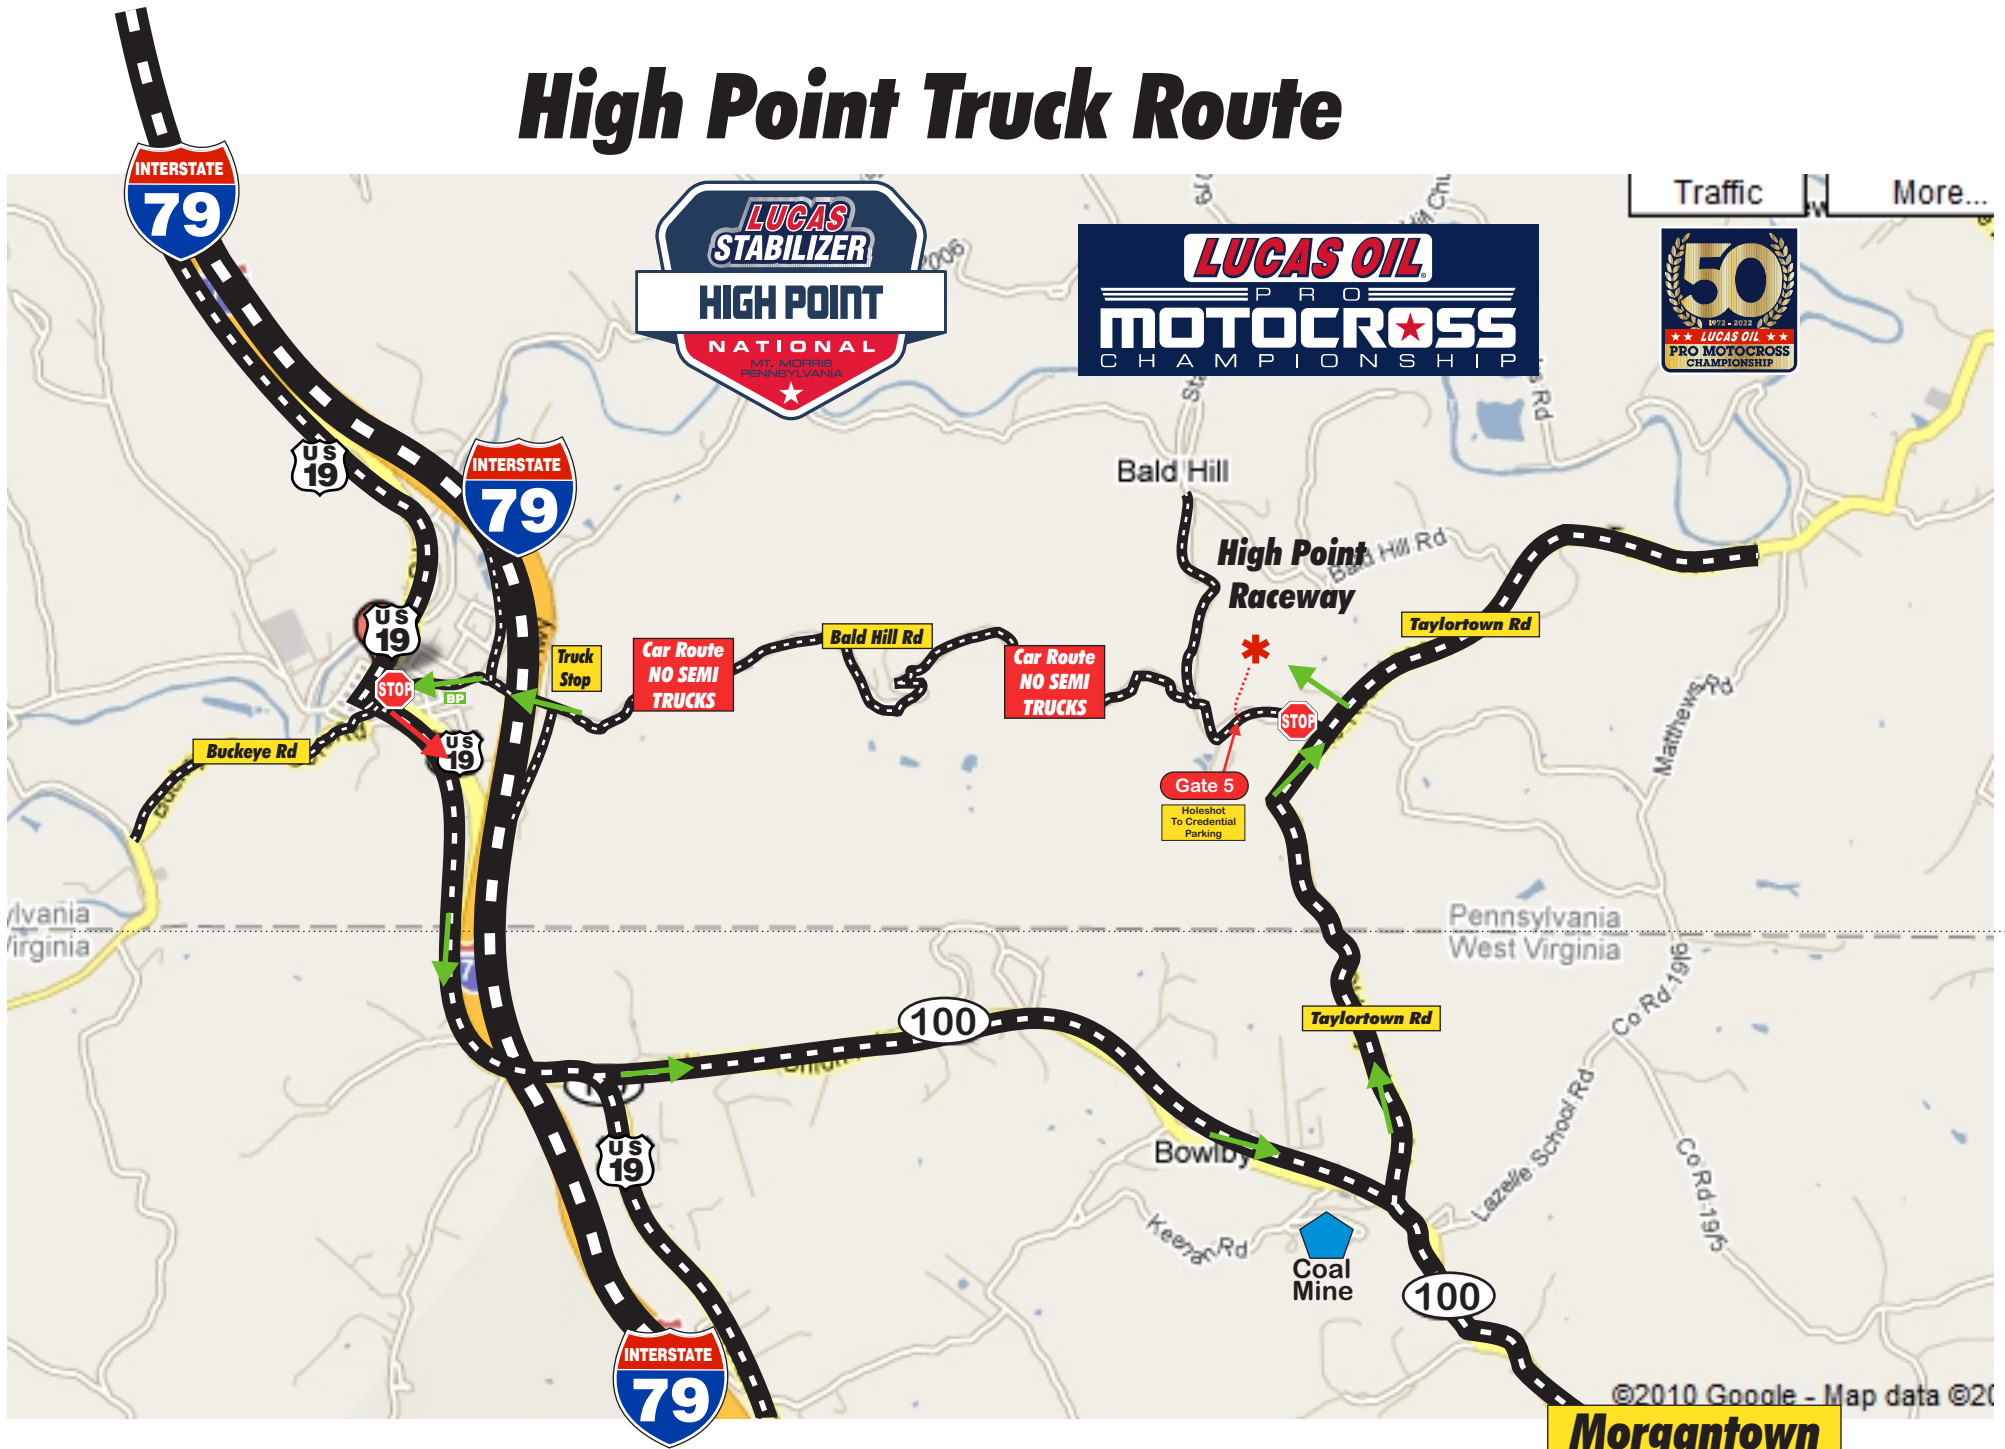 High Point Truck Route
INTERSTATE
79
Traffic
More...
LUCAS
STABILIZER
HIGH POINT
NATIONAL
MT. MORRIS
PENNSYLVANIA
2006
LUCAS OIL
PRO
MOTOCROSS
CHAMPIONSHIP
50
1972 - 2022
LUCAS OIL
PRO MOTOCROSS
CHAMPIONSHIP
Rd
US
19
INTERSTATE
79
Bald Hill
High Point
Raceway
Bald Hill Rd
US
19
STOP
BP
Truck
Stop
Car Route
NO SEMI
TRUCKS
Bald Hill Rd
Car Route
NO SEMI
TRUCKS
Taylortown Rd
STOP
Matthews Rd
Buckeye Rd
Rd
US
19
Gate 5
Holeshot
To Credential
Parking
Pennsylvania
West Virginia
ylvania
Virginia
Co Rd 19/6
100
Taylortown Rd
US
19
Bowlby
Lazelle School Rd
Co Rd 19/5
Keenan Rd
Coal
Mine
100
INTERSTATE
79
©2010 Google - Map data ©20
Morgantown